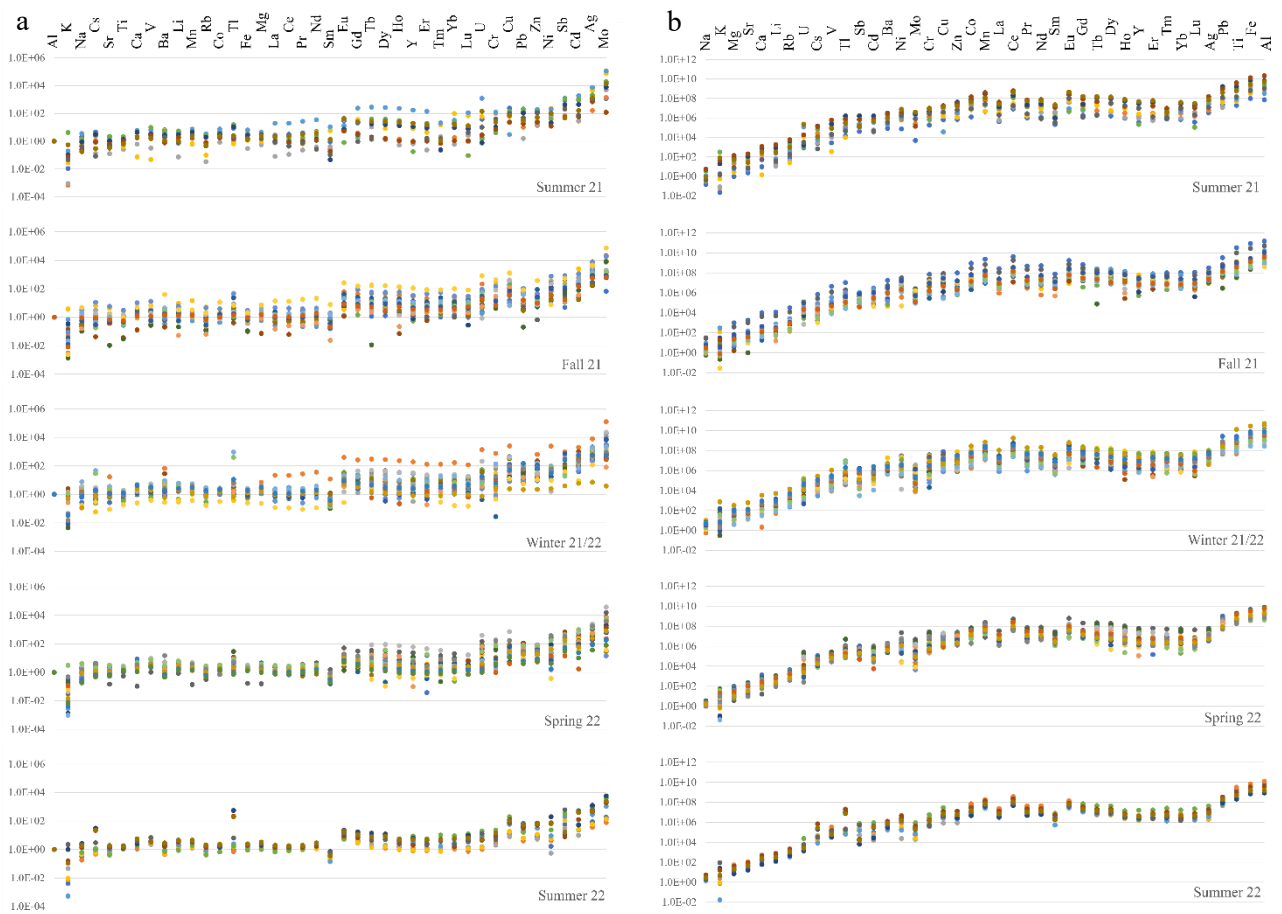 a
Al K Na Cs Sr Ti Ca V Ba Li Mn Rb Co Tl Fe Mg La Ce Pr Nd Sm Eu Gd Tb Dy Ho Y Er Tm Yb Lu U Cr Cu Pb Zn Ni Sb Cd Ag Mo
1.0E+06
1.0E+04
1.0E+02
1.0E+00
1.0E-02
1.0E-04
Summer 21
1.0E+06
1.0E+04
1.0E+02
1.0E+00
1.0E-02
1.0E-04
Fall 21
1.0E+06
1.0E+04
1.0E+02
1.0E+00
1.0E-02
1.0E-04
Winter 21/22
1.0E+06
1.0E+04
1.0E+02
1.0E+00
1.0E-02
1.0E-04
Spring 22
1.0E+06
1.0E+04
1.0E+02
1.0E+00
1.0E-02
1.0E-04
Summer 22
b
Na K Mg Sr Ca Li Rb U Cs V Tl Sb Cd Ba Ni Mo Cr Cu Zn Co Mn La Ce Pr Nd Sm Eu Gd Tb Dy Ho Y Er Tm Yb Lu Ag Pb Ti Fe Al
1.0E+12
1.0E+10
1.0E+08
1.0E+06
1.0E+04
1.0E+02
1.0E+00
1.0E-02
Summer 21
1.0E+12
1.0E+10
1.0E+08
1.0E+06
1.0E+04
1.0E+02
1.0E+00
1.0E-02
Fall 21
1.0E+12
1.0E+10
1.0E+08
1.0E+06
1.0E+04
1.0E+02
1.0E+00
1.0E-02
Winter 21/22
1.0E+12
1.0E+10
1.0E+08
1.0E+06
1.0E+04
1.0E+02
1.0E+00
1.0E-02
Spring 22
1.0E+12
1.0E+10
1.0E+08
1.0E+06
1.0E+04
1.0E+02
1.0E+00
1.0E-02
Summer 22